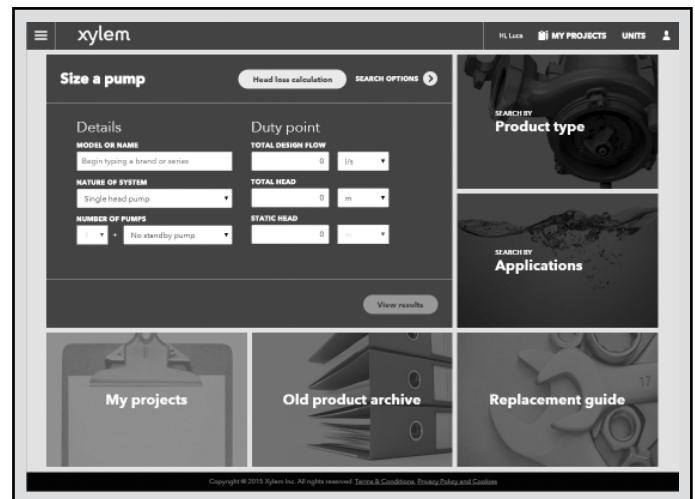 xylem
Hi, Luca
MY PROJECTS
UNITS
Size a pump
Head loss calculation
SEARCH OPTIONS
Details
MODEL OR NAME
Begin typing a brand or series
NATURE OF SYSTEM
Single head pump
NUMBER OF PUMPS
1 + No standby pump
Duty point
TOTAL DESIGN FLOW
0 l/s
TOTAL HEAD
0 m
STATIC HEAD
0 m
View results
SEARCH BY
Product type
SEARCH BY
Applications
My projects
Old product archive
Replacement guide
17
Copyright © 2015 Xylem Inc. All rights reserved. Terms & Conditions, Privacy Policy and Cookies